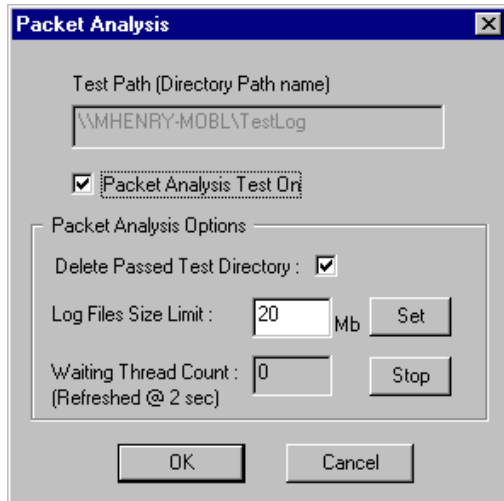 Packet Analysis
Test Path (Directory Path name)
\\MHENRY-MOBL\TestLog
Packet Analysis Test On
Packet Analysis Options
Delete Passed Test Directory :
Log Files Size Limit : 20 Mb Set
Waiting Thread Count : 0 Stop
(Refreshed @ 2 sec)
OK Cancel